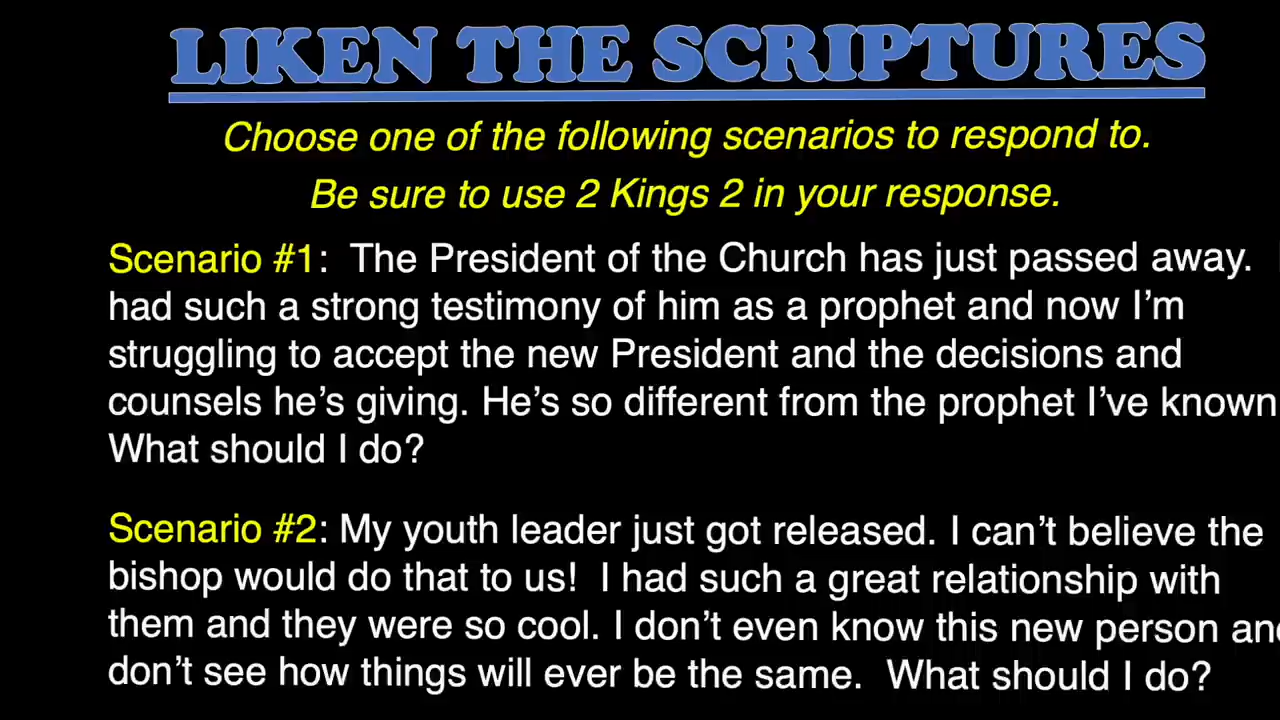 LIKEN THE SCRIPTURES
Choose one of the following scenarios to respond to.
Be sure to use 2 Kings 2 in your response.
Scenario #1:  The President of the Church has just passed away.
had such a strong testimony of him as a prophet and now I'm
struggling to accept the new President and the decisions and
counsels he's giving. He's so different from the prophet I've known
What should I do?
Scenario #2: My youth leader just got released. I can't believe the
bishop would do that to us!  I had such a great relationship with
them and they were so cool. I don't even know this new person
don't see how things will ever be the same.  What should I do?